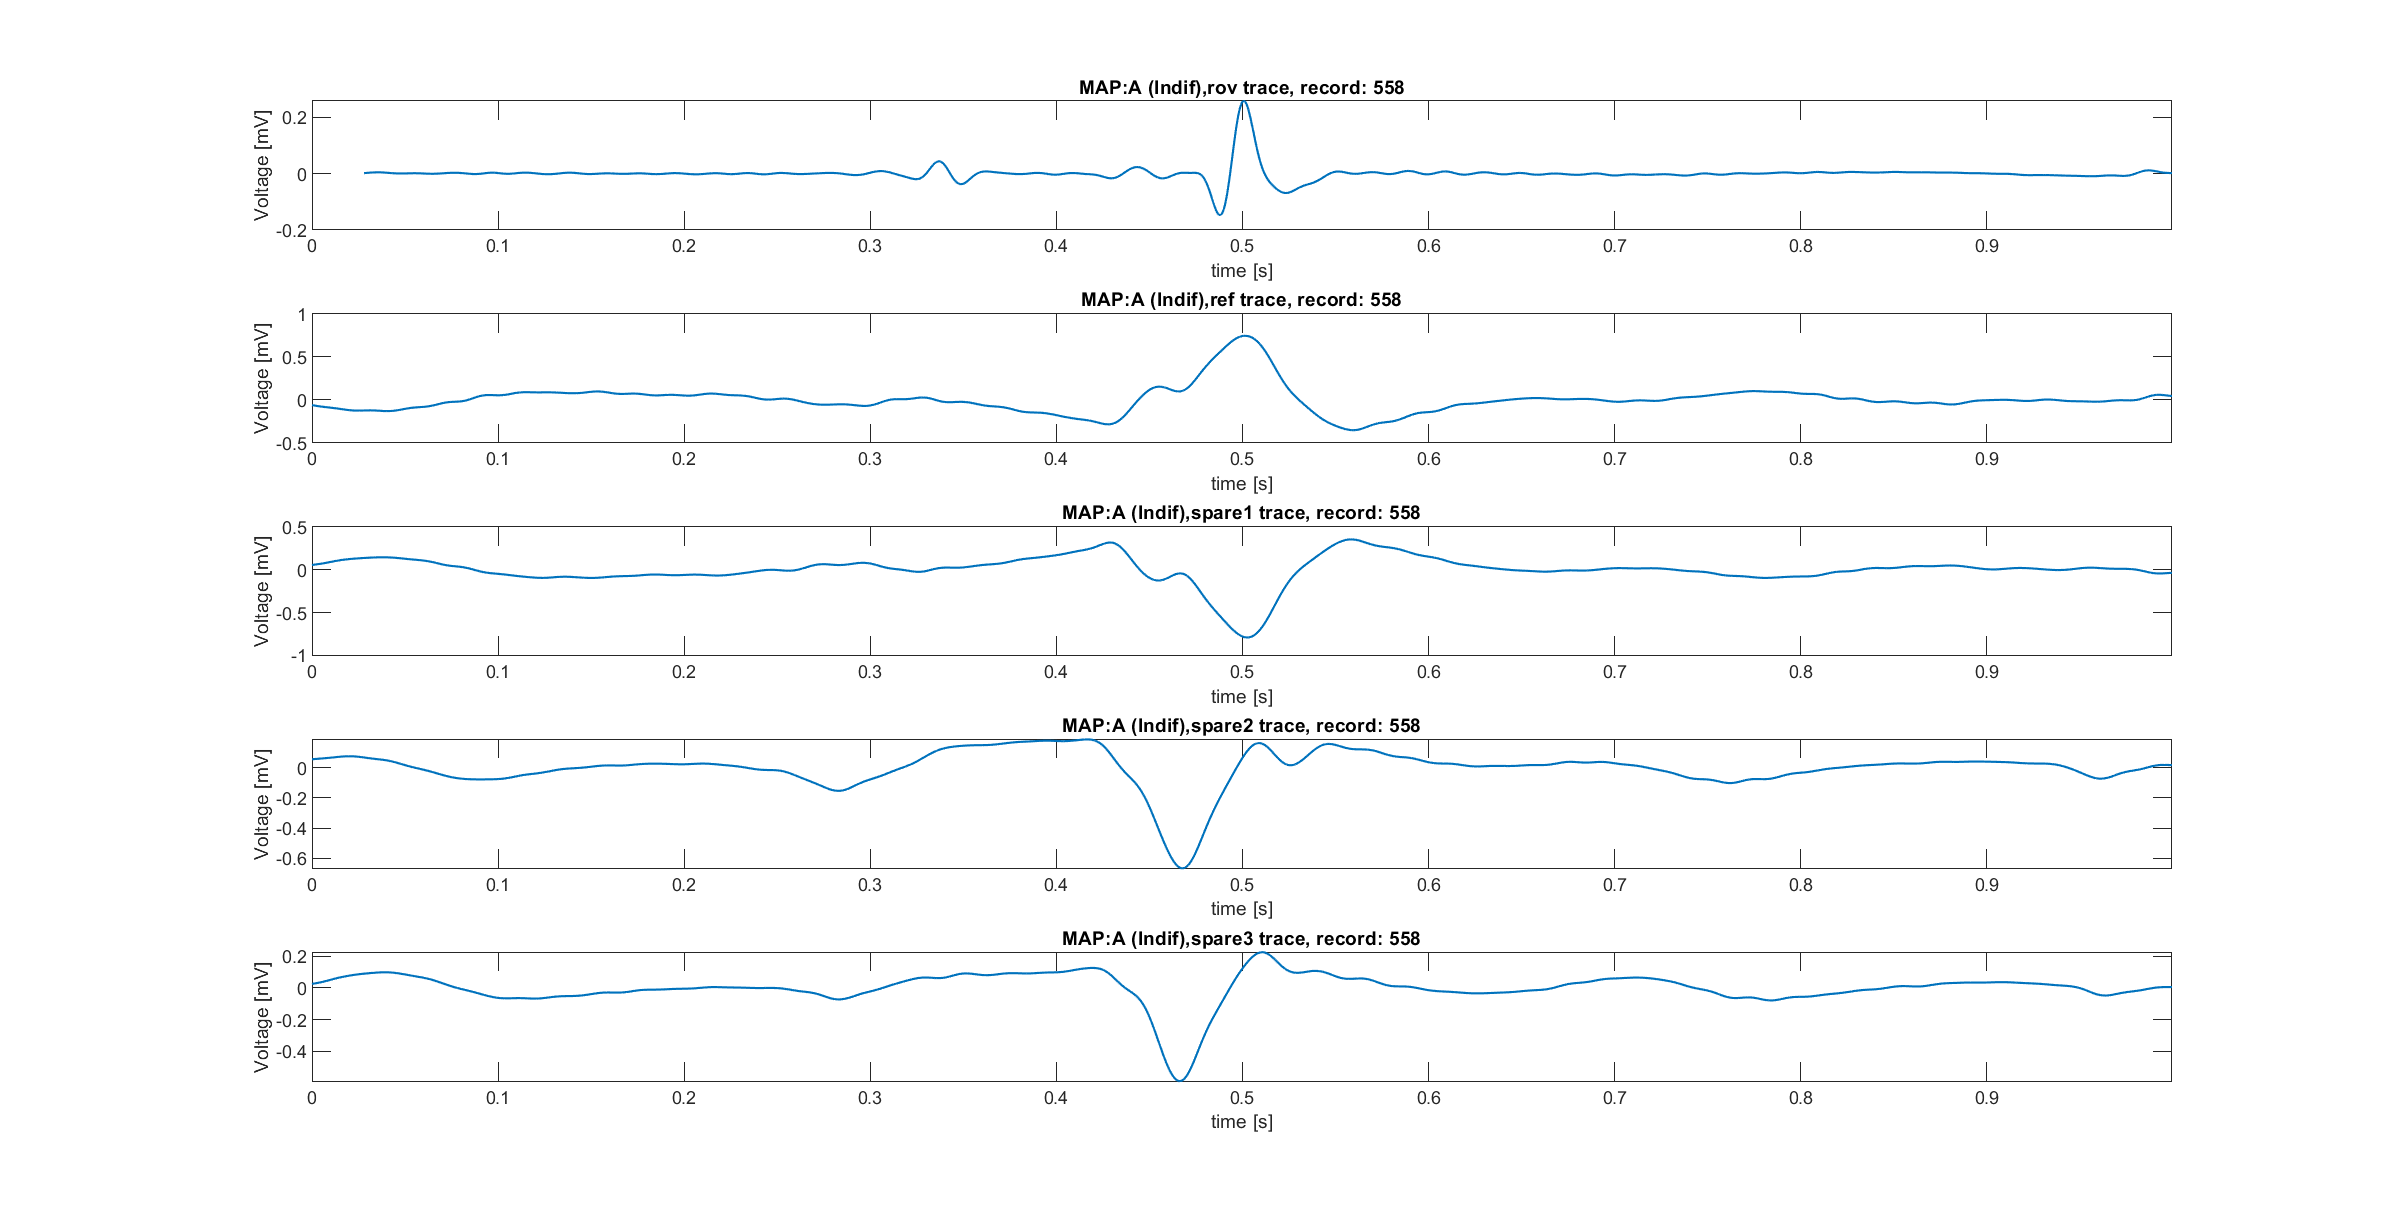 MAP:A (Indif),rov trace, record: 558
Voltage [mV]
0.2
0
-0.2
0 0.1 0.2 0.3 0.4 0.5 0.6 0.7 0.8 0.9
time [s]
MAP:A (Indif),ref trace, record: 558
Voltage [mV]
1
0.5
0
-0.5
0 0.1 0.2 0.3 0.4 0.5 0.6 0.7 0.8 0.9
time [s]
MAP:A (Indif),spare1 trace, record: 558
Voltage [mV]
0.5
0
-0.5
-1
0 0.1 0.2 0.3 0.4 0.5 0.6 0.7 0.8 0.9
time [s]
MAP:A (Indif),spare2 trace, record: 558
Voltage [mV]
0
-0.2
-0.4
-0.6
0 0.1 0.2 0.3 0.4 0.5 0.6 0.7 0.8 0.9
time [s]
MAP:A (Indif),spare3 trace, record: 558
Voltage [mV]
0.2
0
-0.2
-0.4
0 0.1 0.2 0.3 0.4 0.5 0.6 0.7 0.8 0.9
time [s]